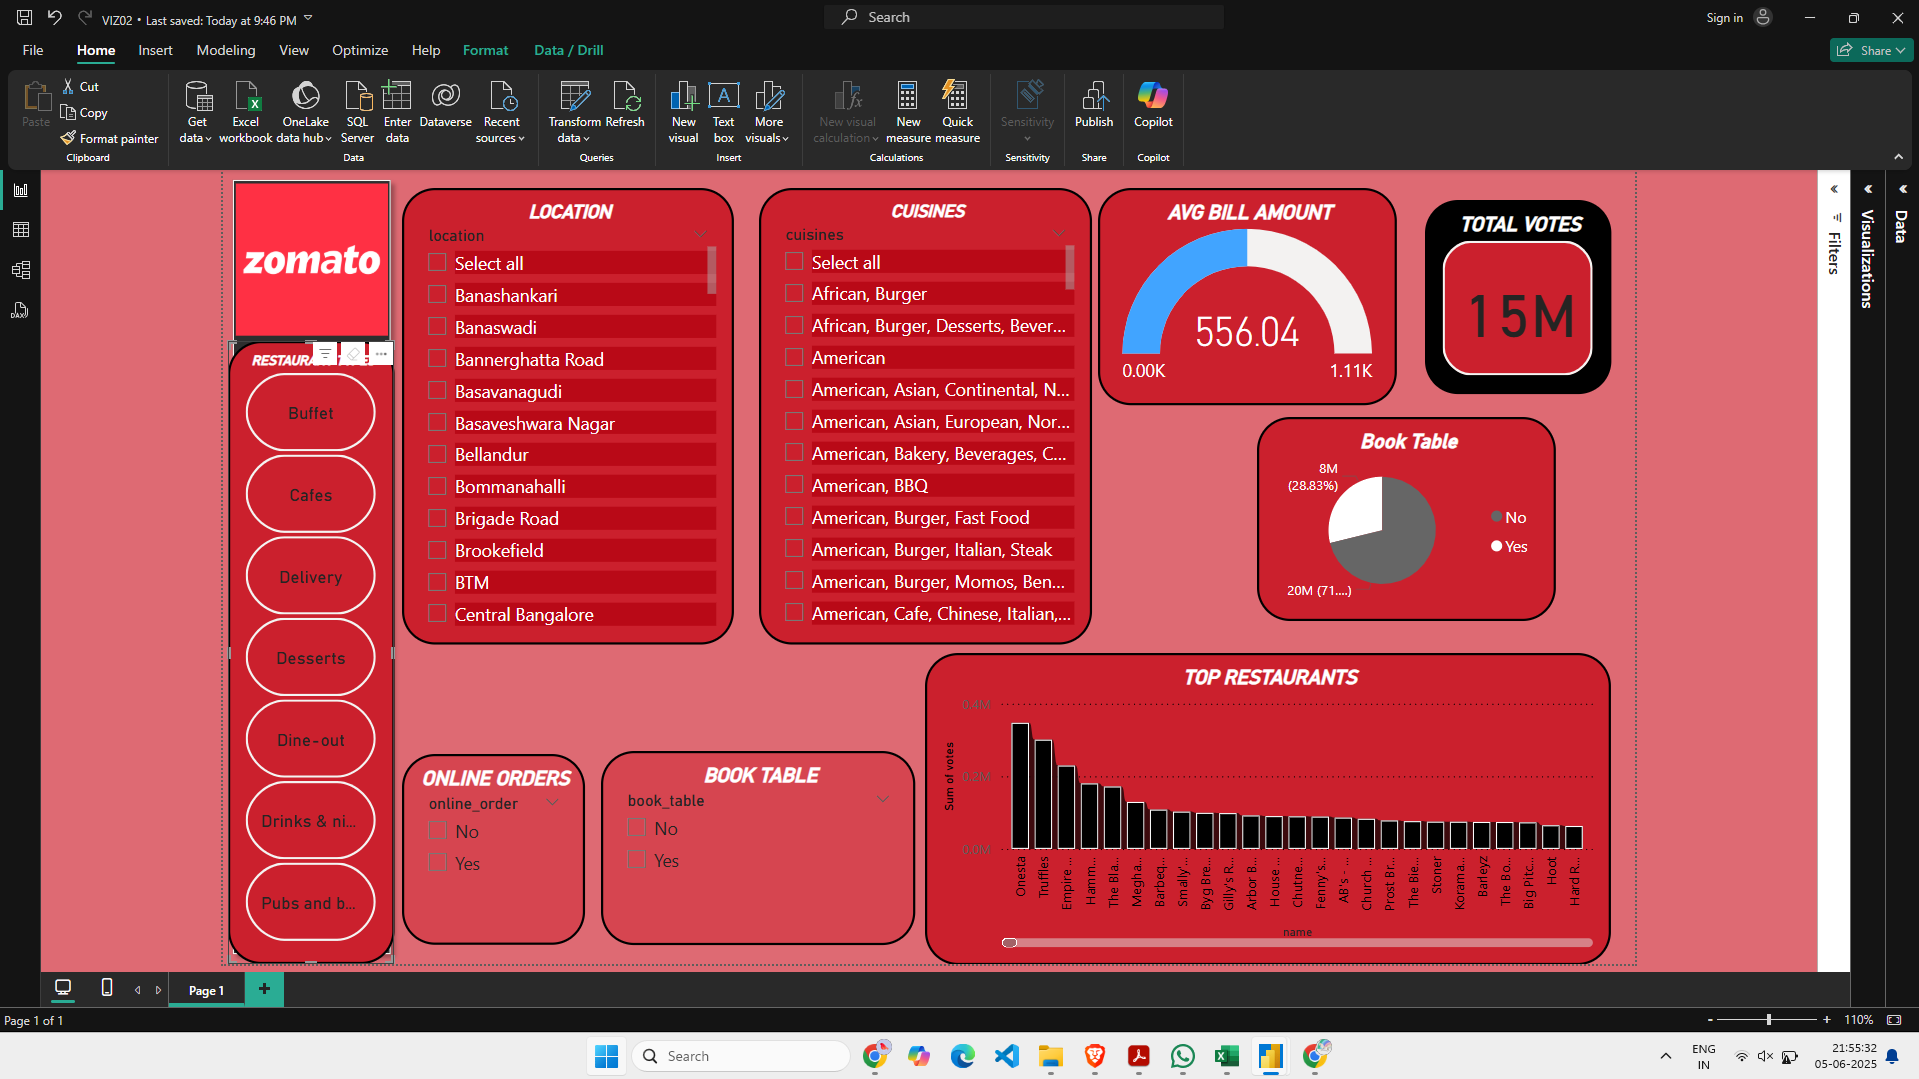 VIZ02 • Last saved: Today at 9:46 PM
Search
Sign in
File
Home
Insert
Modeling
View
Optimize
Help
Format
Data / Drill
Share
Paste
Cut
Copy
Format painter
Clipboard
Get data
Excel workbook
OneLake data hub
SQL Server
Enter data
Dataverse
Recent sources
Data
Transform data
Refresh
Queries
New visual
Text box
More visuals
Insert
New visual calculation
New measure
Quick measure
Calculations
Sensitivity
Sensitivity
Publish
Share
Copilot
Copilot
DAX
zomato
Buffet
Cafes
Delivery
Desserts
Dine-out
Drinks & ni...
Pubs and b...
LOCATION
location
Select all
Banashankari
Banaswadi
Bannerghatta Road
Basavanagudi
Basaveshwara Nagar
Bellandur
Bommanahalli
Brigade Road
Brookefield
BTM
Central Bangalore
CUISINES
cuisines
Select all
African, Burger
African, Burger, Desserts, Bever...
American
American, Asian, Continental, N...
American, Asian, European, Nor...
American, Bakery, Beverages, C...
American, BBQ
American, Burger, Fast Food
American, Burger, Italian, Steak
American, Burger, Momos, Ben...
American, Cafe, Chinese, Italian,...
AVG BILL AMOUNT
556.04
0.00K
1.11K
TOTAL VOTES
15M
Book Table
8M
(28.83%)
20M (71....)
No
Yes
ONLINE ORDERS
online_order
No
Yes
BOOK TABLE
book_table
No
Yes
TOP RESTAURANTS
Sum of votes
0.4M
0.2M
0.0M
Onesta
Truffles
Empire ...
Hamm...
The Bla...
Megha...
Barbeq...
Smally'...
Byg Bre...
Gilly's R...
Arbor B...
House ...
Chutne...
Fenny's...
AB's - ...
Church ...
Prost Br...
The Bie...
Stoner
Korama...
Barleyz
The Bo...
Big Pitc...
Hoot
Hard R...
name
Filters
Visualizations
Data
Page 1
Page 1 of 1
110%
Search
ENG
IN
21:55:32
05-06-2025